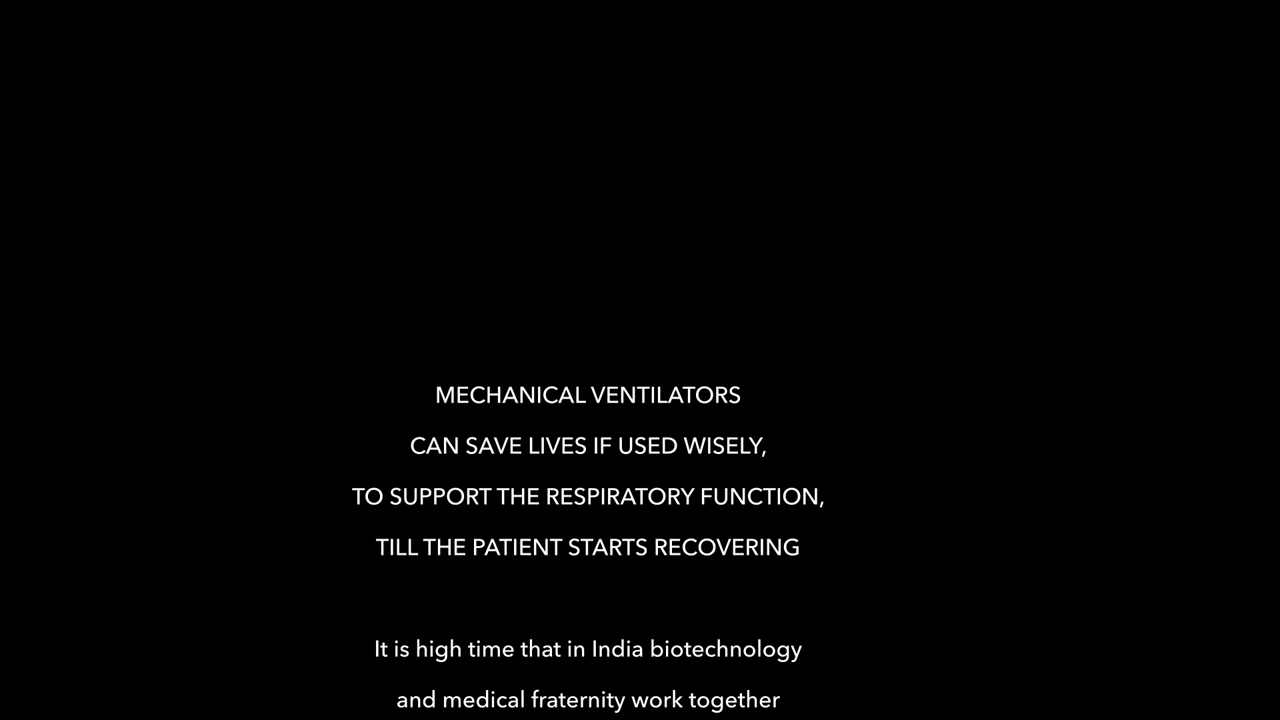 MECHANICAL VENTILATORS
CAN SAVE LIVES IF USED WISELY,
TO SUPPORT THE RESPIRATORY FUNCTION,
TILL THE PATIENT STARTS RECOVERING
It is high time that in India biotechnology
and medical fraternity work together